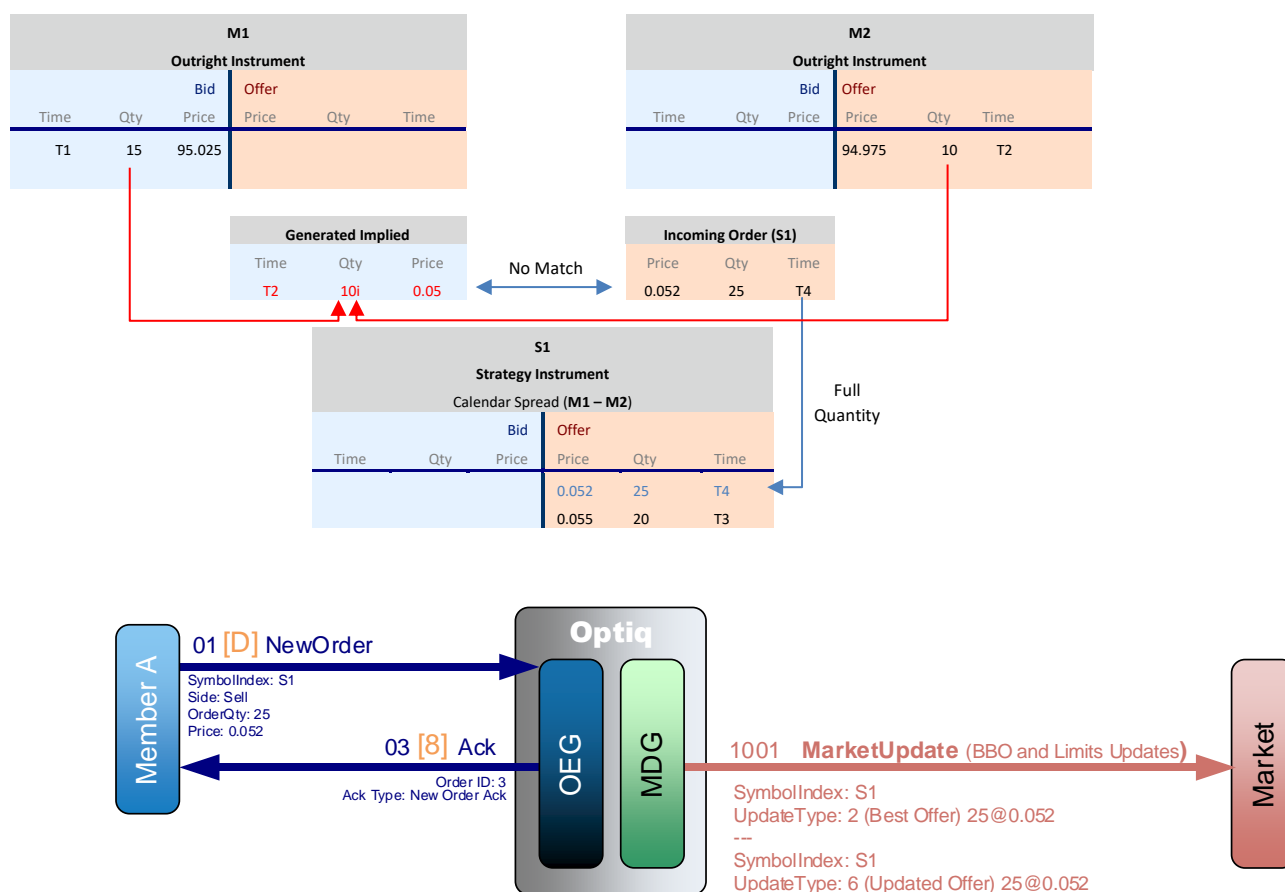 M1
Outright Instrument
Bid Offer
Time Qty Price Price Qty Time
T1 15 95.025
M2
Outright Instrument
Bid Offer
Time Qty Price Price Qty Time
94.975 10 T2
Generated Implied
Time Qty Price
T2 10i 0.05
No Match
Incoming Order (S1)
Price Qty Time
0.052 25 T4
S1
Strategy Instrument
Calendar Spread (M1 – M2)
Bid Offer
Time Qty Price Price Qty Time
0.052 25 T4
0.055 20 T3
Full
Quantity
Member A
01 [D] NewOrder
SymbolIndex: S1
Side: Sell
OrderQty: 25
Price: 0.052
03 [8] Ack
Order ID: 3
Ack Type: New Order Ack
Optiq
OEG
MDG
1001 MarketUpdate (BBO and Limits Updates)
SymbolIndex: S1
UpdateType: 2 (Best Offer) 25@0.052
---
SymbolIndex: S1
UpdateType: 6 (Updated Offer) 25@0.052
Market